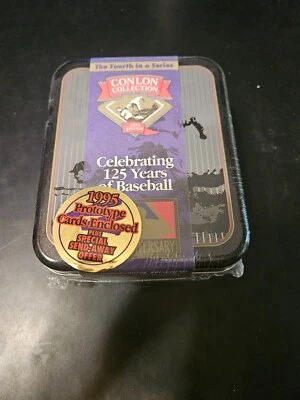 The Fourth in a Series
CONLON
COLLECTION
Celebrating
125 Years
of Baseball
1995
Prototype
Cards Enclosed
PLUS
SPECIAL
SEND-AWAY
OFFER